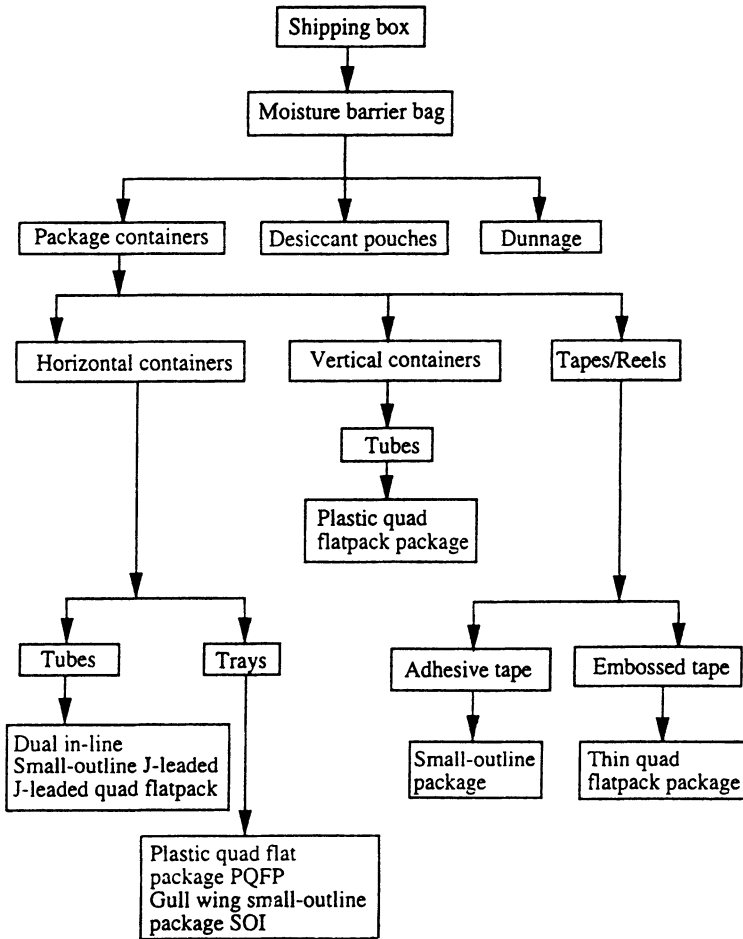 Shipping box
Moisture barrier bag
Package containers
Desiccant pouches
Dunnage
Horizontal containers
Vertical containers
Tapes/Reels
Tubes
Plastic quad
flatpack package
Tubes
Trays
Adhesive tape
Embossed tape
Dual in-line
Small-outline J-leaded
J-leaded quad flatpack
Small-outline
package
Thin quad
flatpack package
Plastic quad flat
package PQFP
Gull wing small-outline
package SOI